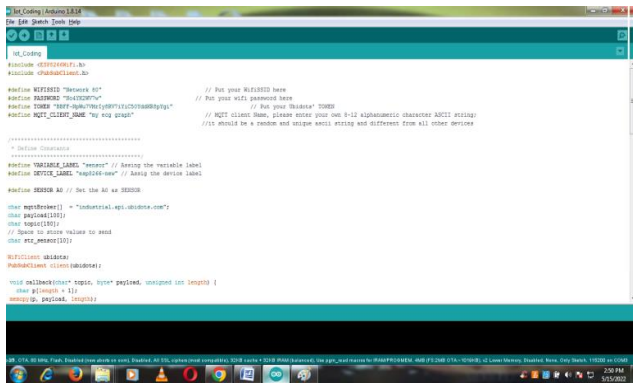 Iot_Coding | Arduino 1.8.14
File Edit Sketch Tools Help
Iot_Coding
#include <ESP8266WiFi.h>
#include <PubSubClient.h>
#define WIFISSID "Network 80" // Put your WifiSSID here
#define PASSWORD // Put your wifi password here
#define TOKEN // Put your Ubidots' TOKEN
#define MQTT_CLIENT_NAME "my ecg graph" // MQTT client Name, please enter your own 8-12 alphanumeric character ASCII string;
//it should be a random and unique ascii string and different from all other devices
/****************************************
* Define Constants
****************************************/
#define VARIABLE_LABEL "sensor" // Assing the variable label
#define DEVICE_LABEL "esp8266-new" // Assig the device label
#define SENSOR A0 // Set the A0 as SENSOR
char mqttBroker[] = "industrial.api.ubidots.com";
char payload[100];
char topic[150];
// Space to store values to send
char str_sensor[10];
WiFiClient ubidots;
PubSubClient client(ubidots);
void callback(char* topic, byte* payload, unsigned int length) {
char p[length + 1];
memcpy(p, payload, length);
2:50 PM
5/15/2022